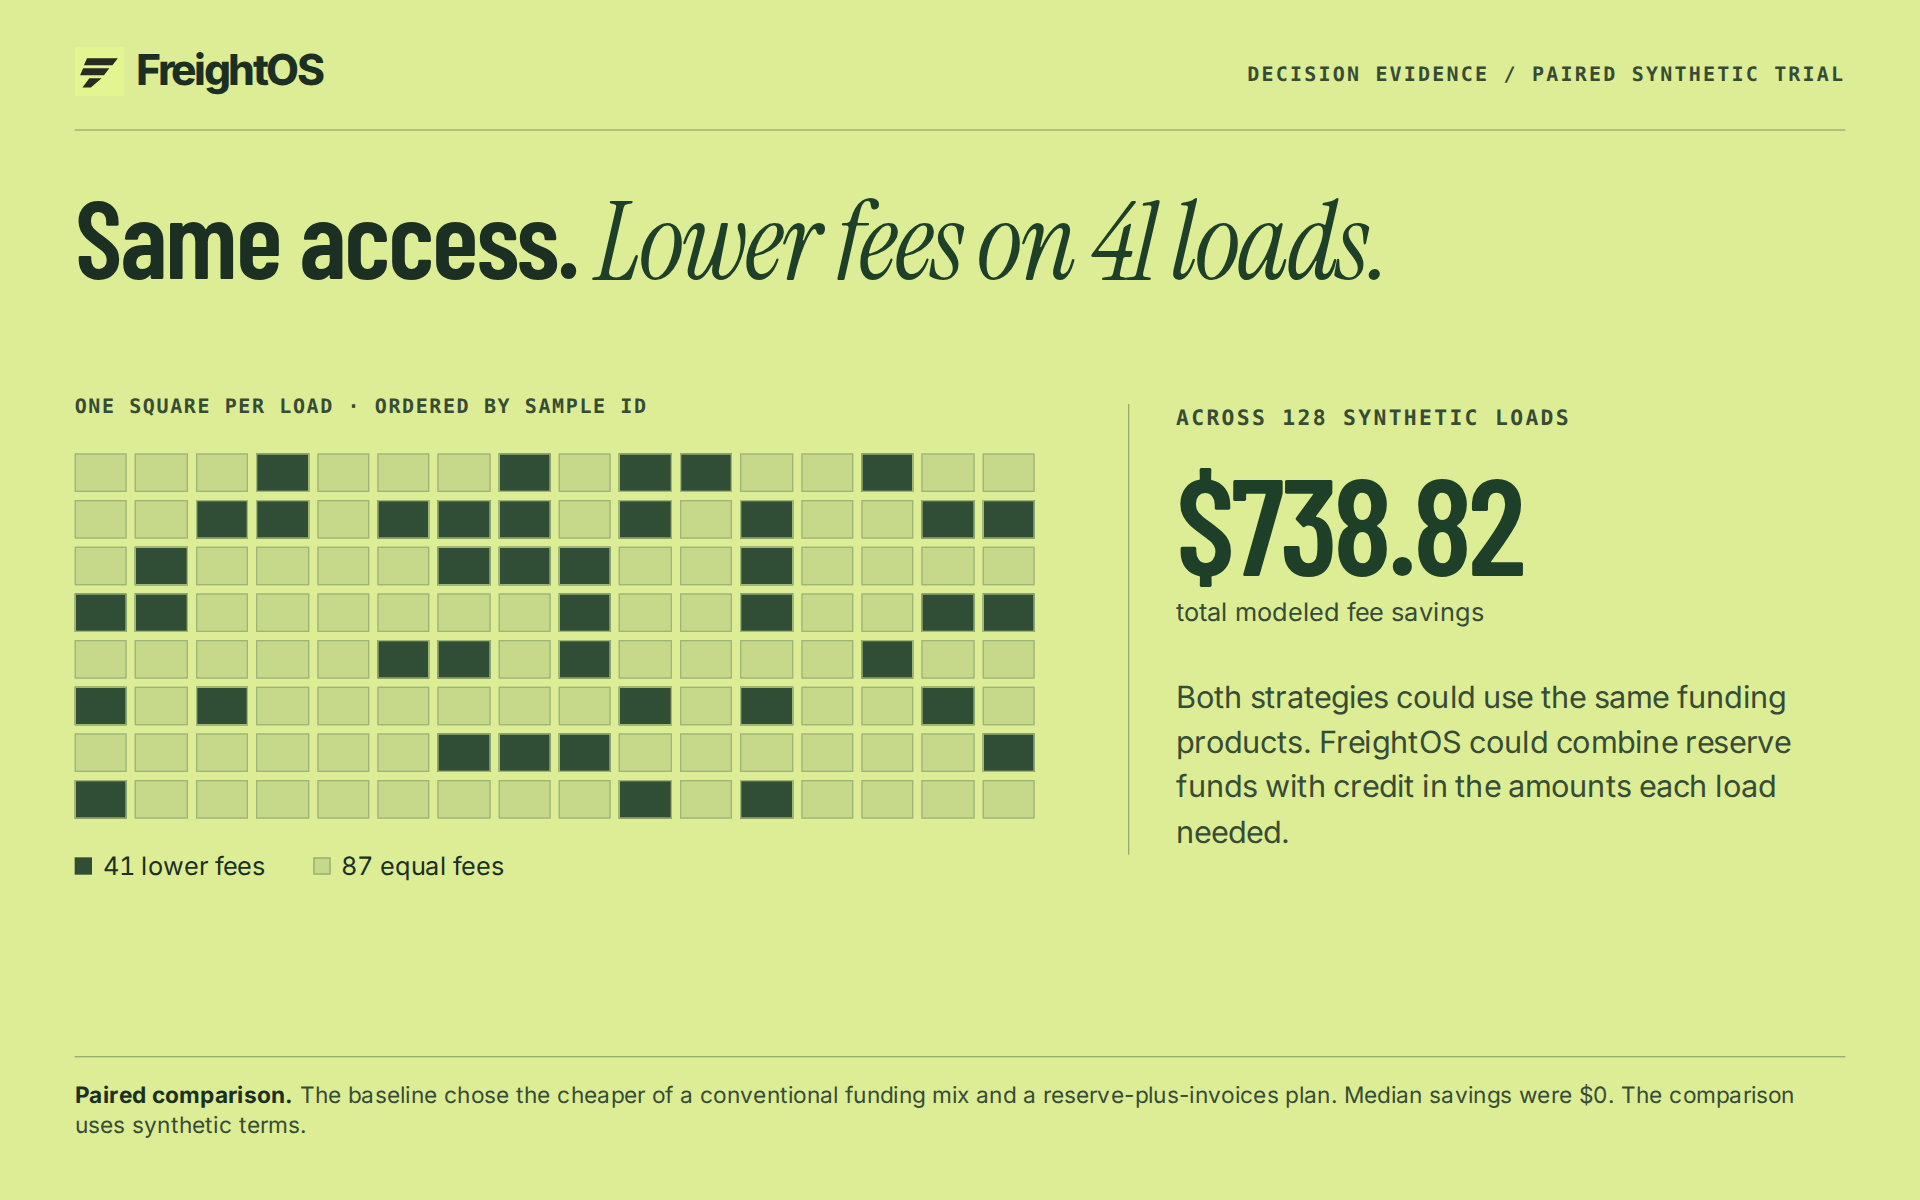 FreightOS
DECISION EVIDENCE / PAIRED SYNTHETIC TRIAL
Same access. Lower fees on 41 loads.
ONE SQUARE PER LOAD · ORDERED BY SAMPLE ID
41 lower fees
87 equal fees
ACROSS 128 SYNTHETIC LOADS
$738.82
total modeled fee savings
Both strategies could use the same funding
products. FreightOS could combine reserve
funds with credit in the amounts each load
needed.
Paired comparison. The baseline chose the cheaper of a conventional funding mix and a reserve-plus-invoices plan. Median savings were $0. The comparison
uses synthetic terms.